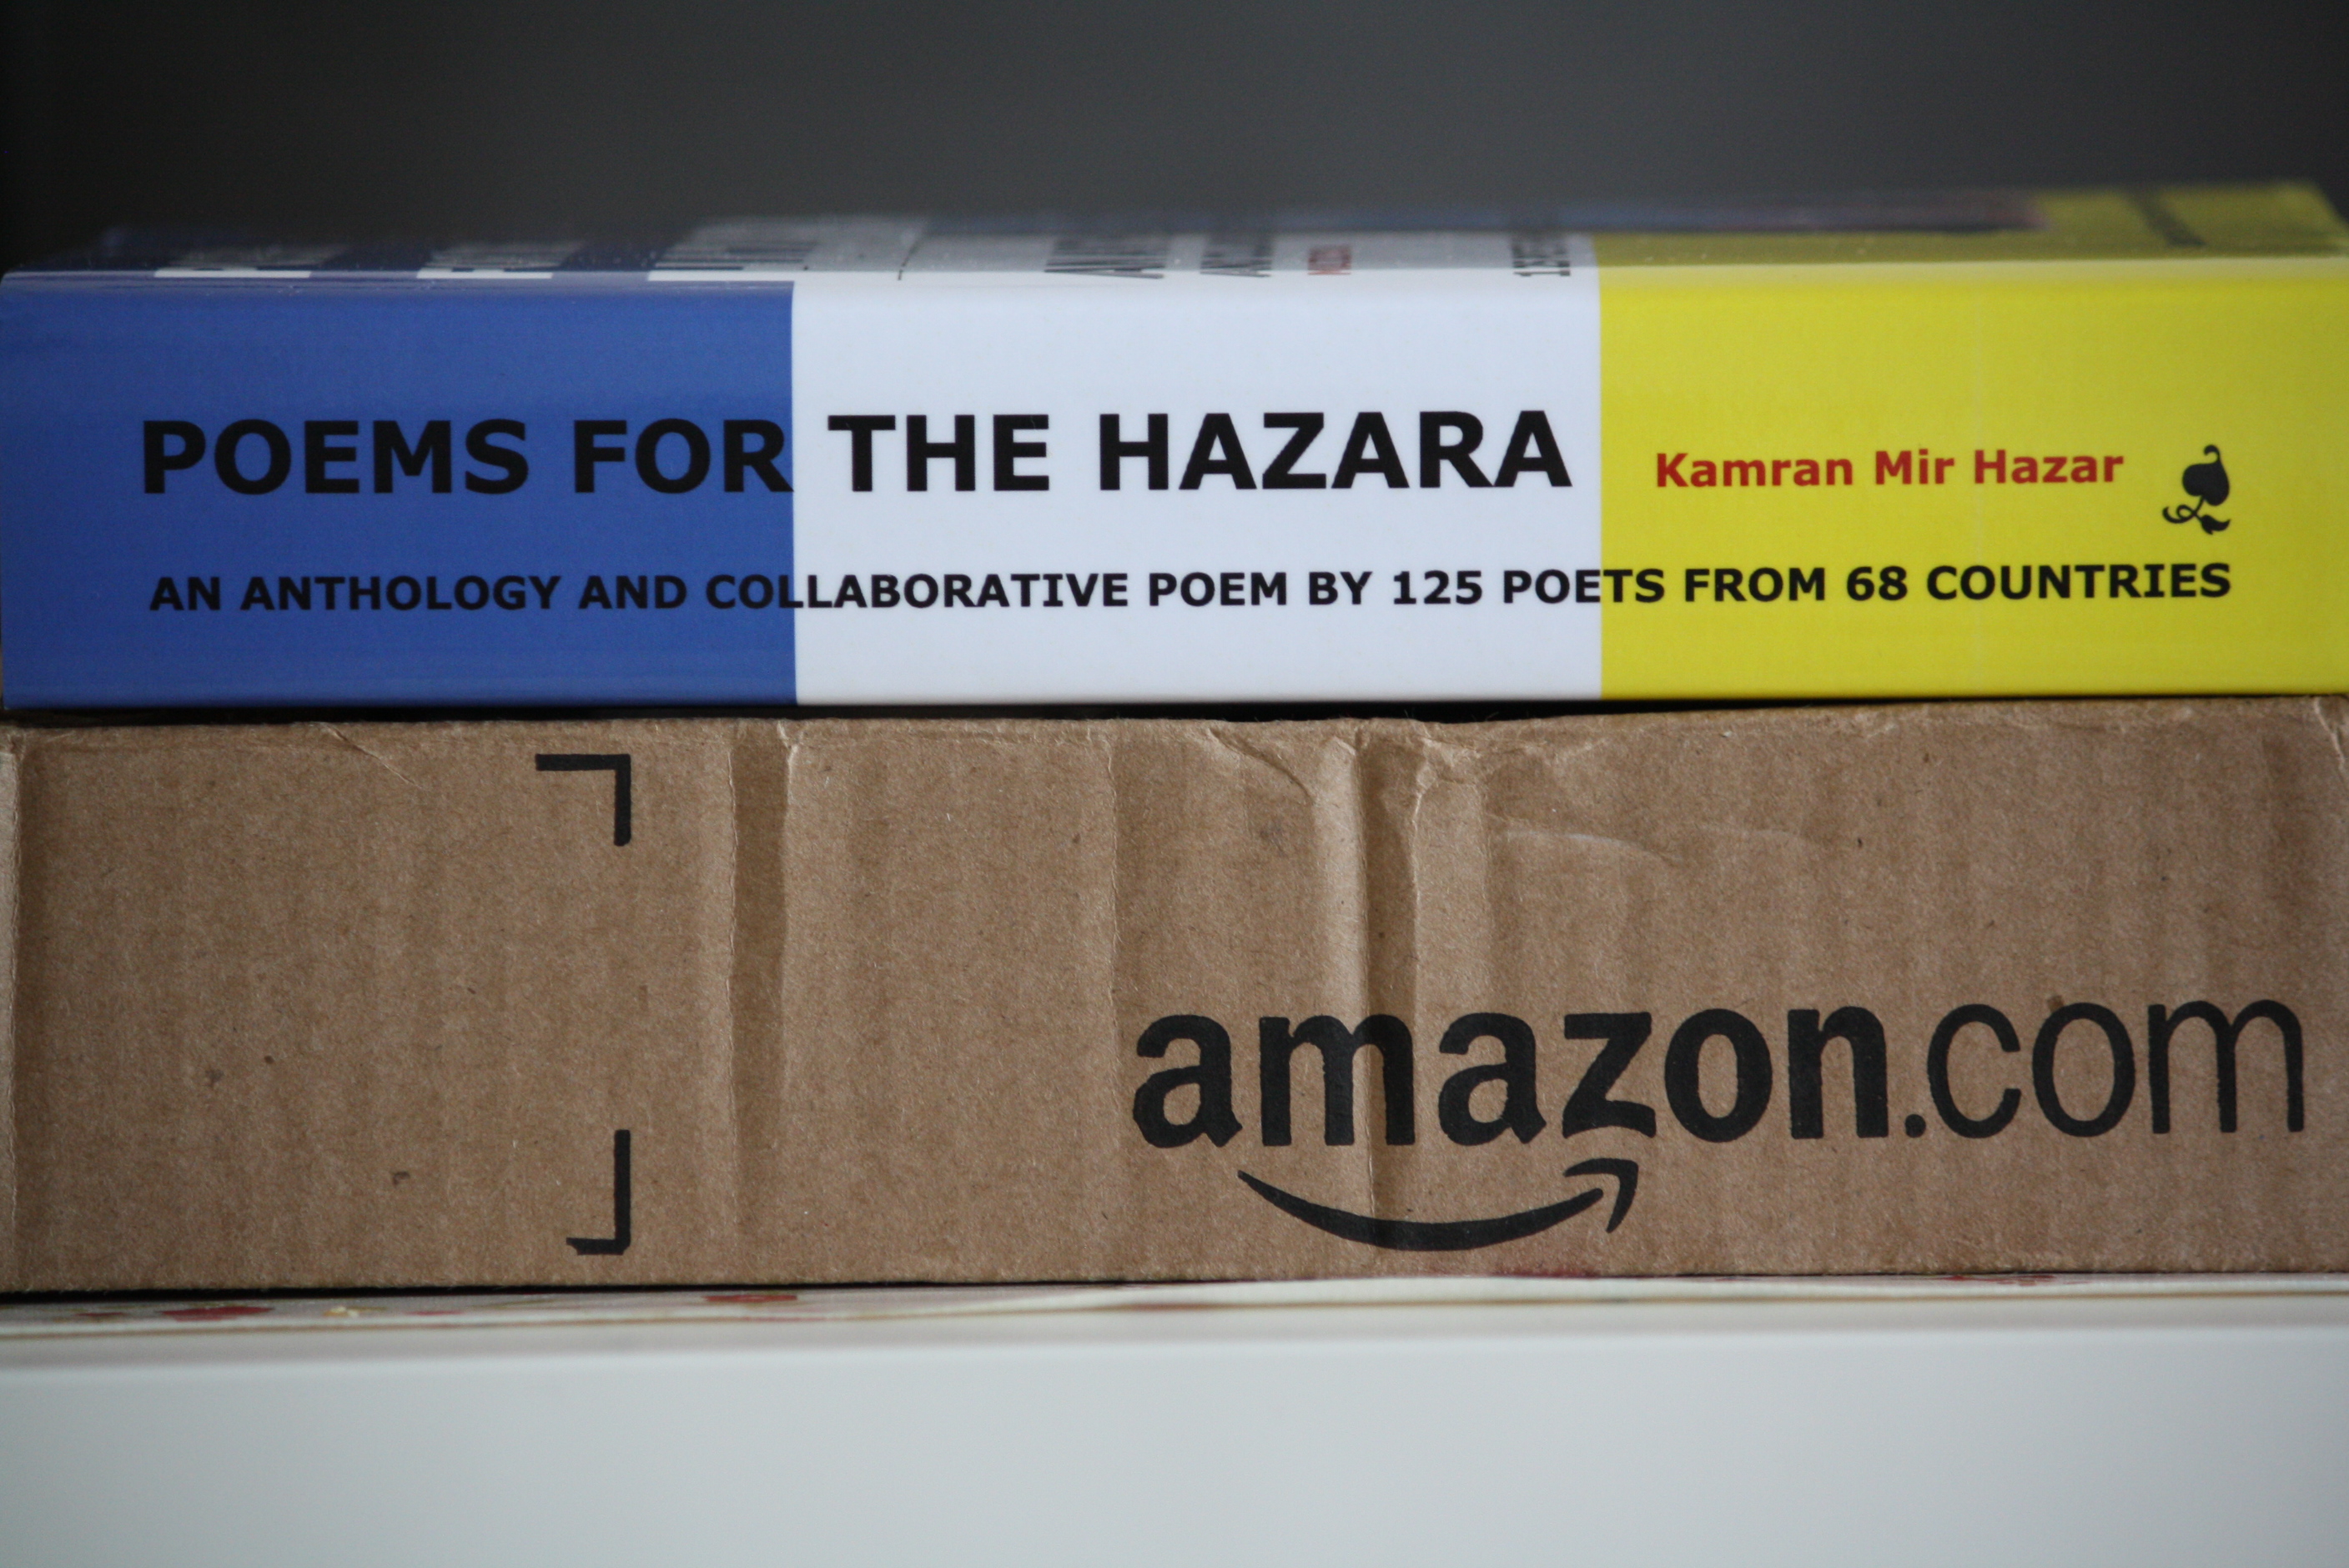 POEMS FOR THE HAZARA
Kamran Mir Hazar
AN ANTHOLOGY AND COLLABORATIVE POEM BY 125 POETS FROM 68 COUNTRIES
amazon.com